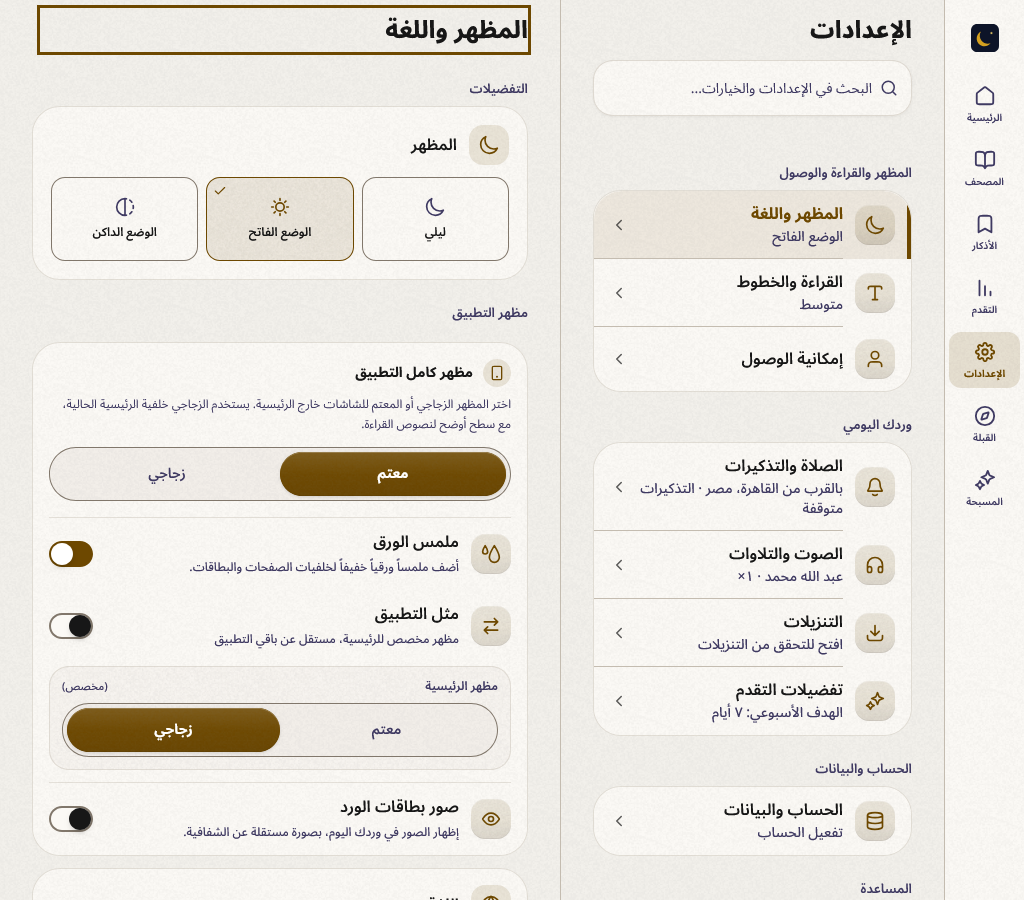 الرئيسية
المصحف
الأذكار
التقدم
الإعدادات
القبلة
المسبحة
الإعدادات
البحث في الإعدادات والخيارات...
المظهر والقراءة والوصول
المظهر واللغة
الوضع الفاتح
القراءة والخطوط
متوسط
إمكانية الوصول
وردك اليومي
الصلاة والتذكيرات
بالقرب من القاهرة، مصر · التذكيرات
متوقفة
الصوت والتلاوات
عبد الله محمد · ١×
التنزيلات
افتح للتحقق من التنزيلات
تفضيلات التقدم
الهدف الأسبوعي: ٧ أيام
الحساب والبيانات
الحساب والبيانات
تفعيل الحساب
المساعدة
المظهر واللغة
التفضيلات
المظهر
ليلي
الوضع الفاتح
الوضع الداكن
مظهر التطبيق
مظهر كامل التطبيق
اختر المظهر الزجاجي أو المعتم للشاشات خارج الرئيسية. يستخدم الزجاجي خلفية الرئيسية الحالية،
مع سطح أوضح لنصوص القراءة.
معتم
زجاجي
ملمس الورق
أضف ملمساً ورقياً خفيفاً لخلفيات الصفحات والبطاقات.
مثل التطبيق
مظهر مخصص للرئيسية، مستقل عن باقي التطبيق
مظهر الرئيسية
(مخصص)
معتم
زجاجي
صور بطاقات الورد
إظهار الصور في وردك اليوم، بصورة مستقلة عن الشفافية.